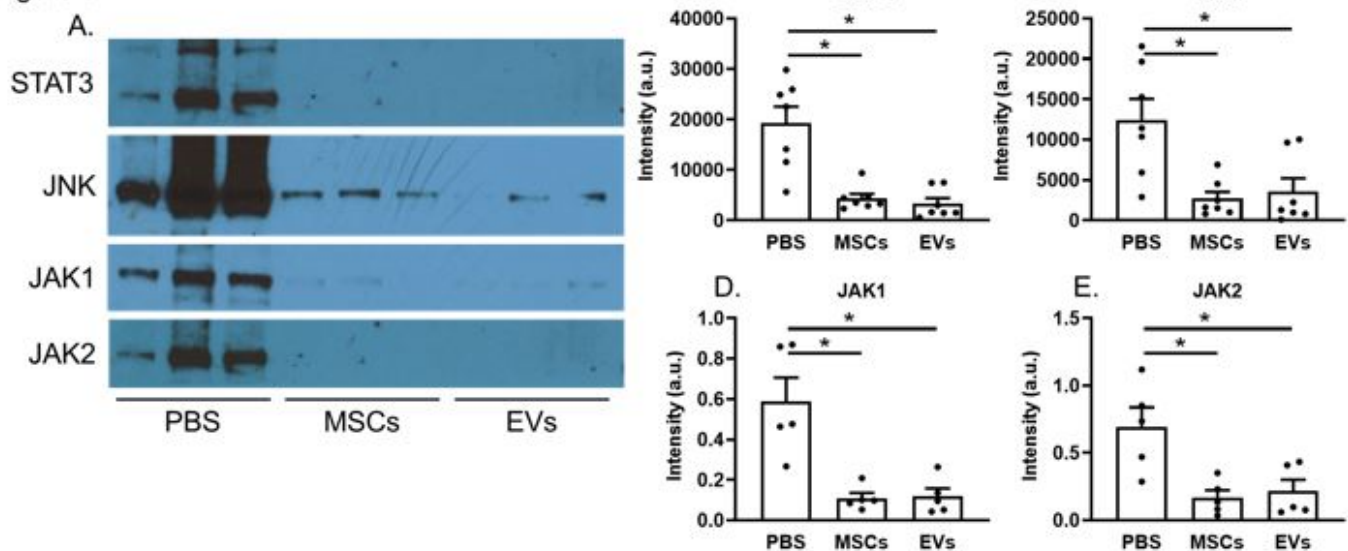 A.
STAT3
JNK
JAK1
JAK2
PBS MSCs EVs
Intensity (a.u.)
40000
30000
20000
10000
0
*
*
PBS MSCs EVs
Intensity (a.u.)
25000
20000
15000
10000
5000
0
*
*
PBS MSCs EVs
D.
JAK1
Intensity (a.u.)
1.0
0.8
0.6
0.4
0.2
0.0
*
*
PBS MSCs EVs
E.
JAK2
Intensity (a.u.)
1.5
1.0
0.5
0.0
*
*
PBS MSCs EVs